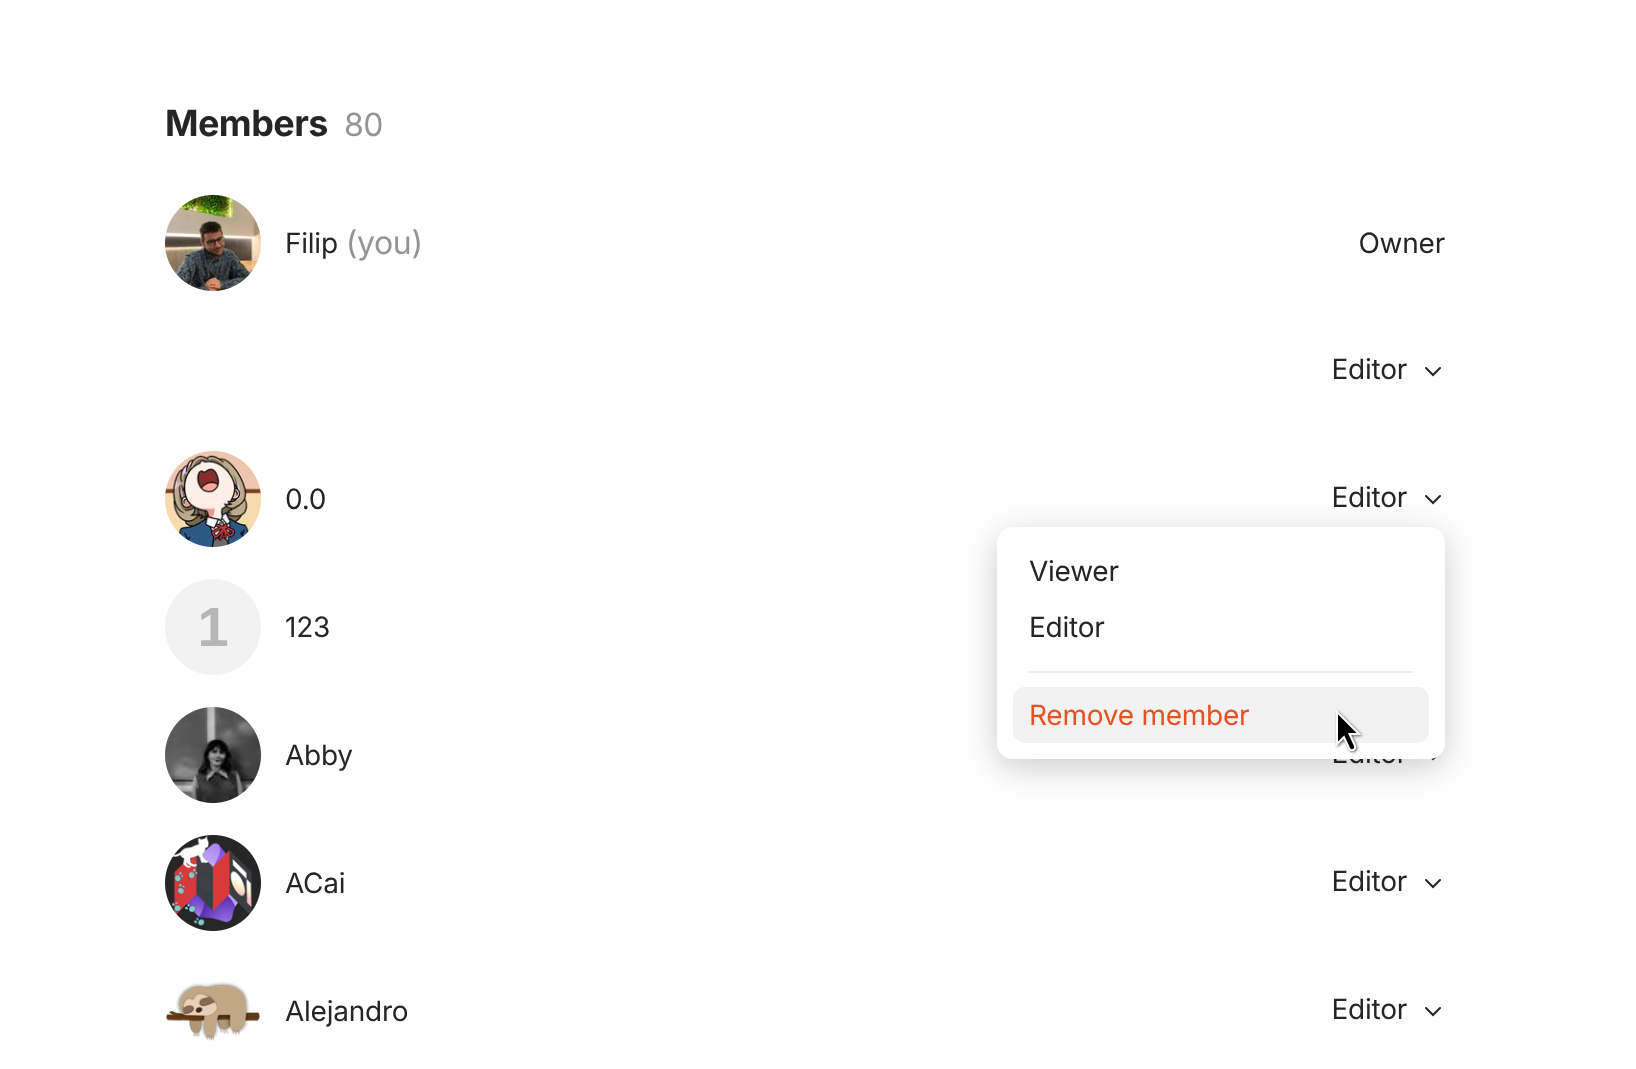 Members 80
Filip (you)
Owner
Editor
0.0
Editor
1
123
Viewer
Editor
Remove member
Abby
Editor
ACai
Editor
Alejandro
Editor